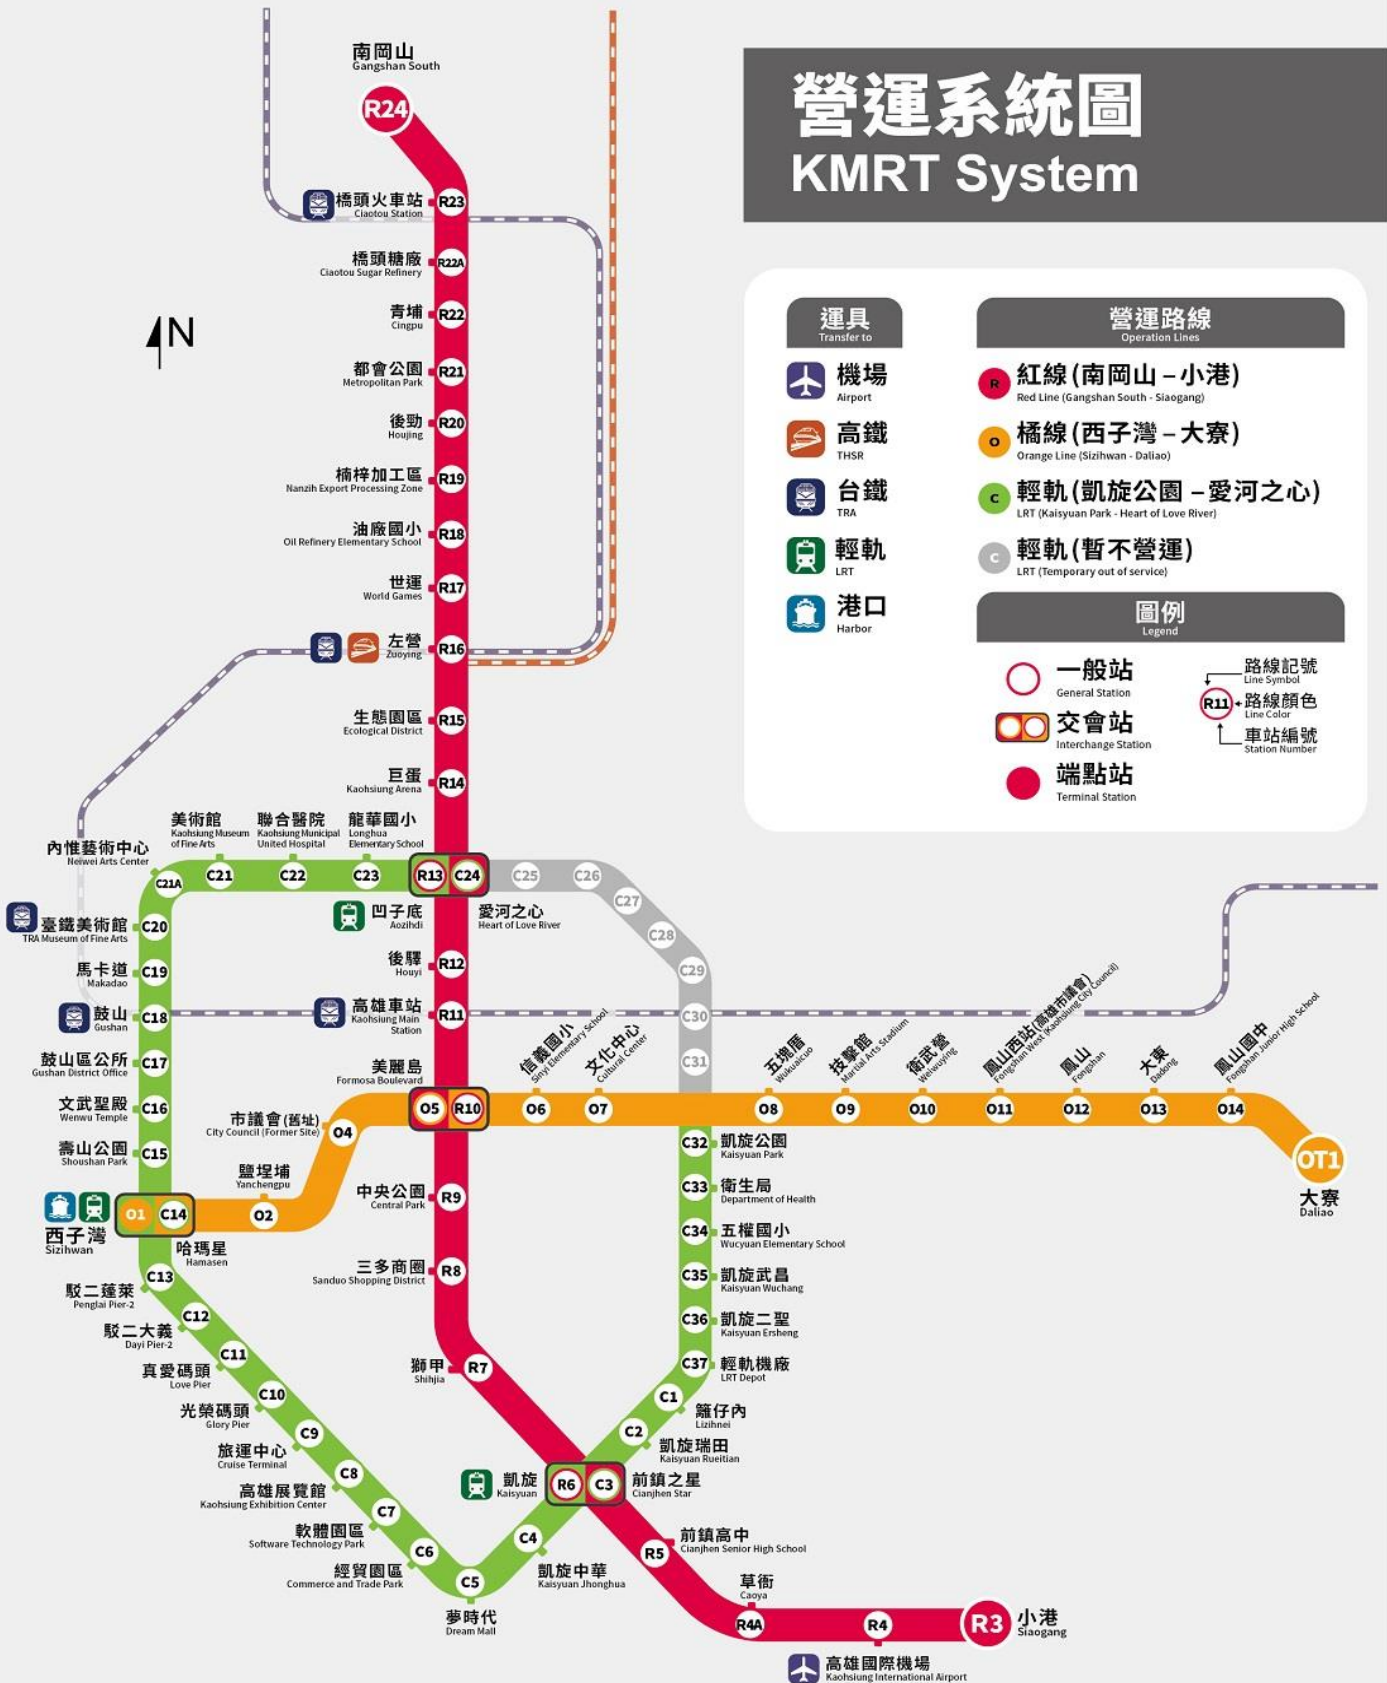 營運系統圖
KMRT System
運具
Transfer to
機場
Airport
高鐵
THSR
台鐵
TRA
輕軌
LRT
港口
Harbor
營運路線
Operation Lines
R
紅線(南岡山–小港)
Red Line (Gangshan South - Siaogang)
O
橘線(西子灣–大寮)
Orange Line (Sizihwan - Daliao)
C
輕軌(凱旋公園–愛河之心)
LRT (Kaisyuan Park - Heart of Love River)
C
輕軌(暫不營運)
LRT (Temporary out of service)
圖例
Legend
一般站
General Station
交會站
Interchange Station
端點站
Terminal Station
R11
路線記號
Line Symbol
路線顏色
Line Color
車站編號
Station Number
N
南岡山
Gangshan South
R24
橋頭火車站
Ciaotou Station
R23
橋頭糖廠
Ciaotou Sugar Refinery
R22A
青埔
Cingpu
R22
都會公園
Metropolitan Park
R21
後勁
Houjing
R20
楠梓加工區
Nanzih Export Processing Zone
R19
油廠國小
Oil Refinery Elementary School
R18
世運
World Games
R17
左營
Zuoying
R16
生態園區
Ecological District
R15
巨蛋
Kaohsiung Arena
R14
內惟藝術中心
Neiwei Arts Center
C21A
美術館
Kaohsiung Museum
of Fine Arts
C21
聯合醫院
Kaohsiung Municipal
United Hospital
C22
龍華國小
Longhua
Elementary School
C23
R13
C24
凹子底
Aozihdi
愛河之心
Heart of Love River
C25
C26
C27
C28
C29
C30
C31
臺鐵美術館
TRA Museum of Fine Arts
C20
馬卡道
Makadao
C19
鼓山
Gushan
C18
鼓山區公所
Gushan District Office
C17
文武聖殿
Wenwu Temple
C16
壽山公園
Shoushan Park
C15
後驛
Houyi
R12
高雄車站
Kaohsiung Main
Station
R11
美麗島
Formosa Boulevard
O5
R10
市議會(舊址)
City Council (Former Site)
O4
鹽埕埔
Yanchengpu
O2
O1
C14
西子灣
Sizihwan
哈瑪星
Hamasen
信義國小
Sinyi Elementary School
O6
文化中心
Cultural Center
O7
五塊厝
Wukuaicuo
O8
技擊館
Martial Arts Stadium
O9
衛武營
Weiwuying
O10
鳳山西站(高雄市議會)
Fongshan West (Kaohsiung City Council)
O11
鳳山
Fongshan
O12
大東
Dadong
O13
鳳山國中
Fongshan Junior High School
O14
OT1
大寮
Daliao
C32
凱旋公園
Kaisyuan Park
C33
衛生局
Department of Health
C34
五權國小
Wucyuan Elementary School
C35
凱旋武昌
Kaisyuan Wuchang
C36
凱旋二聖
Kaisyuan Ersheng
C37
輕軌機廠
LRT Depot
C1
籬仔內
Lizihnei
C2
凱旋瑞田
Kaisyuan Rueitian
中央公園
Central Park
R9
三多商圈
Sanduo Shopping District
R8
獅甲
Shihjia
R7
凱旋
Kaisyuan
R6
C3
前鎮之星
Cianjhen Star
C13
駁二蓬萊
Penglai Pier-2
C12
駁二大義
Dayi Pier-2
C11
真愛碼頭
Love Pier
C10
光榮碼頭
Glory Pier
C9
旅運中心
Cruise Terminal
C8
高雄展覽館
Kaohsiung Exhibition Center
C7
軟體園區
Software Technology Park
C6
經貿園區
Commerce and Trade Park
C5
夢時代
Dream Mall
C4
凱旋中華
Kaisyuan Jhonghua
R5
前鎮高中
Cianjhen Senior High School
草衙
Caoya
R4A
R4
高雄國際機場
Kaohsiung International Airport
R3
小港
Siaogang